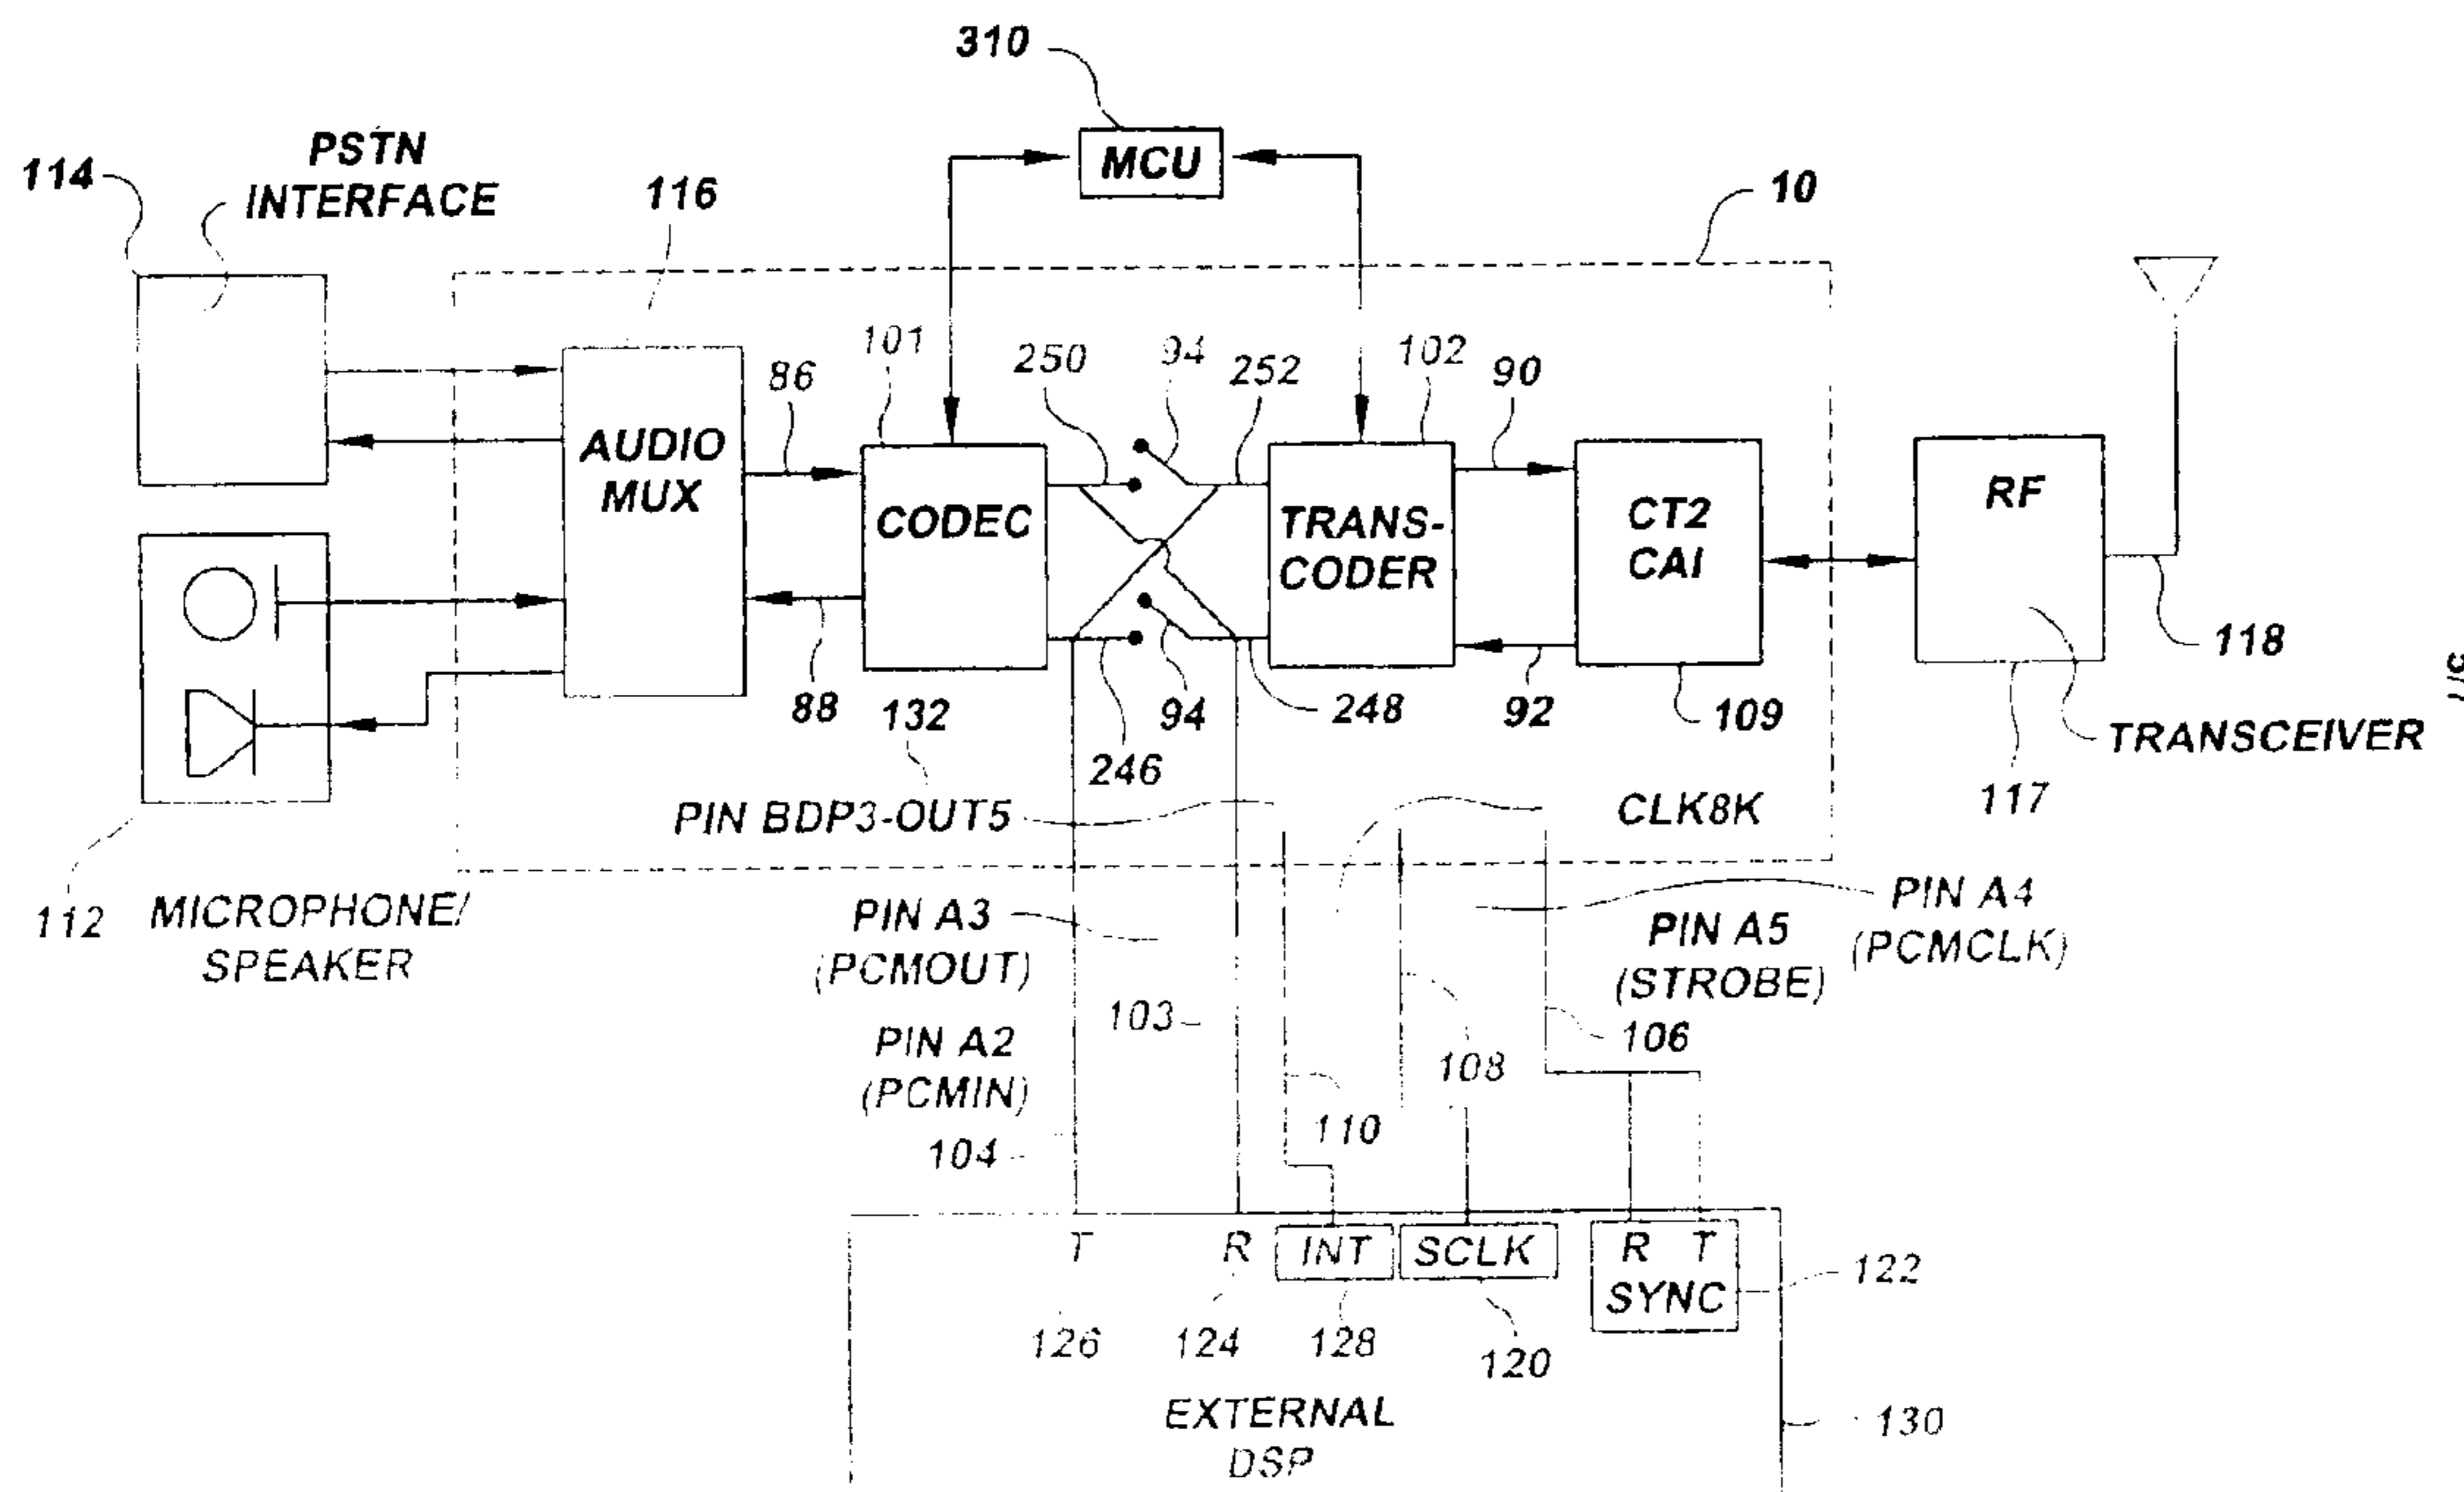 310
MCU
114
PSTN
INTERFACE
116
10
101
86
250
94
252
102
90
AUDIO
MUX
CODEC
TRANS-
CODER
CT2
CAI
RF
118
88
132
246
94
248
92
109
TRANSCEIVER
117
PIN BDP3-OUT5
CLK8K
112
MICROPHONE/
SPEAKER
PIN A3
(PCMOUT)
PIN A4
(PCMCLK)
PIN A5
(STROBE)
103
106
PIN A2
(PCMIN)
108
110
104
T
R
INT
SCLK
R T
SYNC
122
126
124
128
120
EXTERNAL
DSP
130